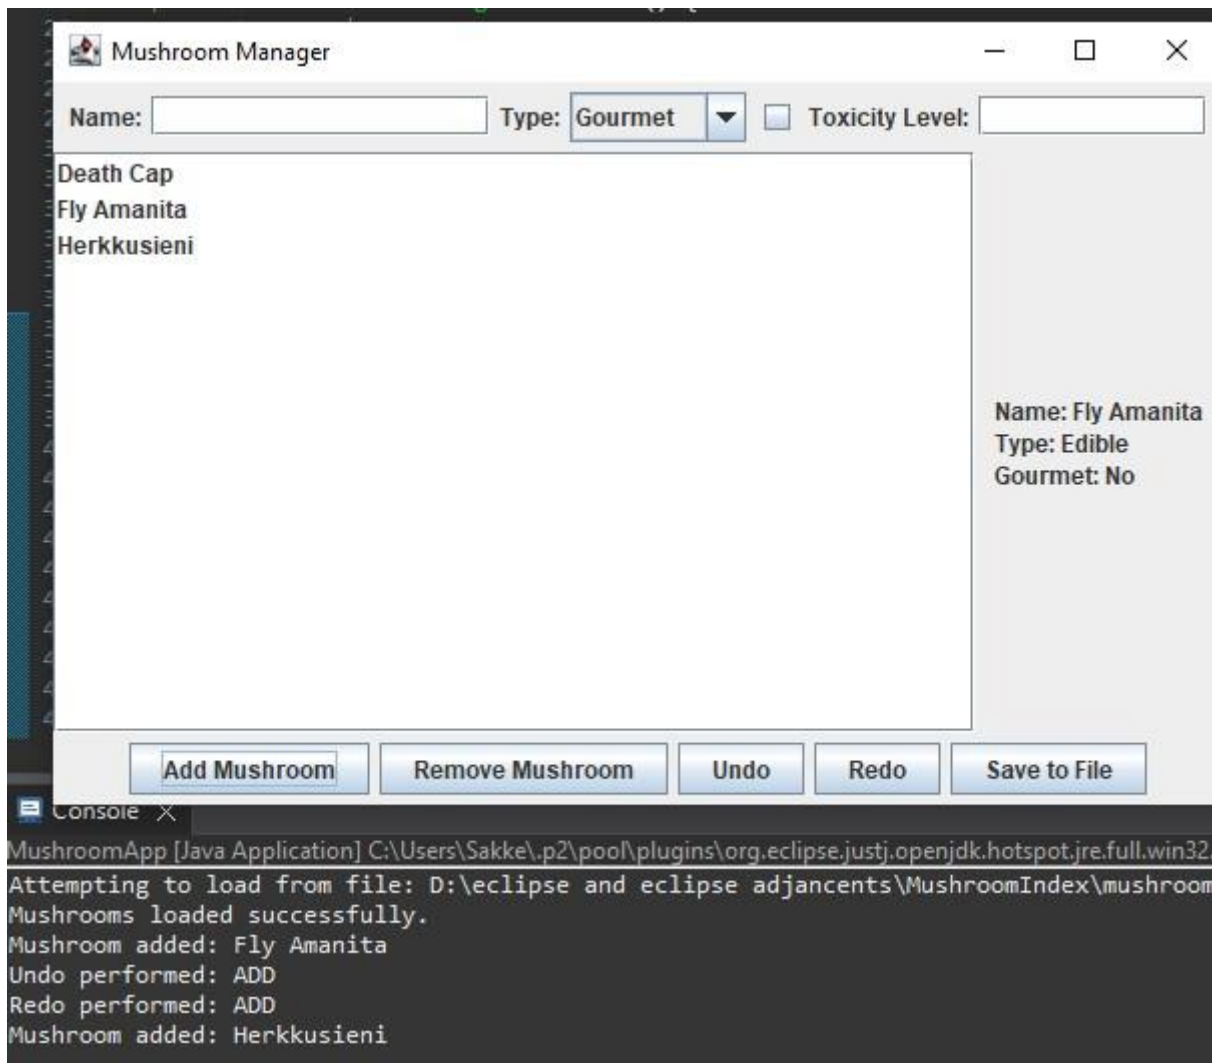 Mushroom Manager
Name: Type: Gourmet Toxicity Level:
Death Cap
Fly Amanita
Herkkusieni
Name: Fly Amanita
Type: Edible
Gourmet: No
Add Mushroom Remove Mushroom Undo Redo Save to File
Console
MushroomApp [Java Application] C:\Users\Sakke\.p2\pool\plugins\org.eclipse.justj.openjdk.hotspot.jre.full.win32.
Attempting to load from file: D:\eclipse and eclipse adjancents\MushroomIndex\mushroom
Mushrooms loaded successfully.
Mushroom added: Fly Amanita
Undo performed: ADD
Redo performed: ADD
Mushroom added: Herkkusieni